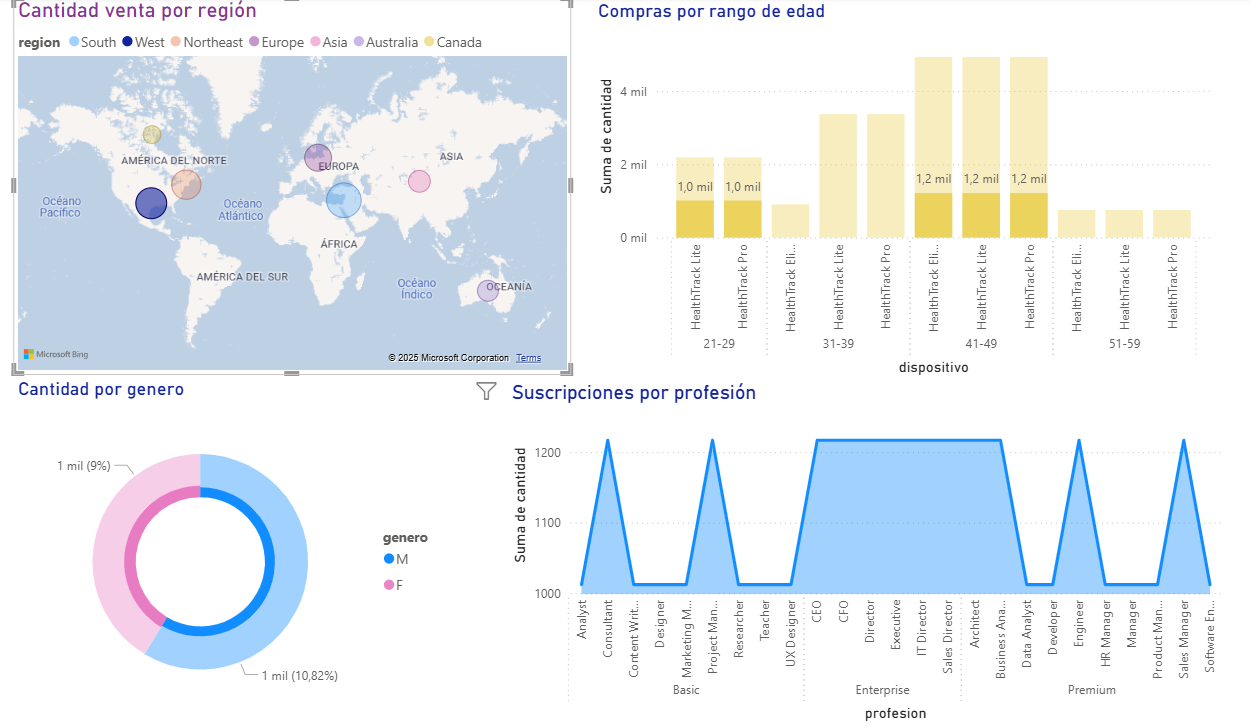 Cantidad venta por región
region South West Northeast Europe Asia Australia Canada
AMÉRICA DEL NORTE
EUROPA
ASIA
Océano
Pacífico
Océano
Atlántico
ÁFRICA
AMÉRICA DEL SUR
Océano
Índico
OCEANÍA
Microsoft Bing
© 2025 Microsoft Corporation Terms
Compras por rango de edad
Suma de cantidad
4 mil
2 mil
0 mil
1,0 mil 1,0 mil 1,2 mil 1,2 mil 1,2 mil
HealthTrack Lite
HealthTrack Pro
HealthTrack Eli...
HealthTrack Lite
HealthTrack Pro
HealthTrack Eli...
HealthTrack Lite
HealthTrack Pro
HealthTrack Eli...
HealthTrack Lite
HealthTrack Pro
21-29 31-39 41-49 51-59
dispositivo
Cantidad por genero
1 mil (9%)
1 mil (10,82%)
genero
M
F
Suscripciones por profesión
Suma de cantidad
1200
1100
1000
Analyst
Consultant
Content Writ...
Designer
Marketing M...
Project Man...
Researcher
Teacher
UX Designer
CEO
CFO
Director
Executive
IT Director
Sales Director
Architect
Business Ana...
Data Analyst
Developer
Engineer
HR Manager
Manager
Product Man...
Sales Manager
Software En...
Basic Enterprise Premium
profesion